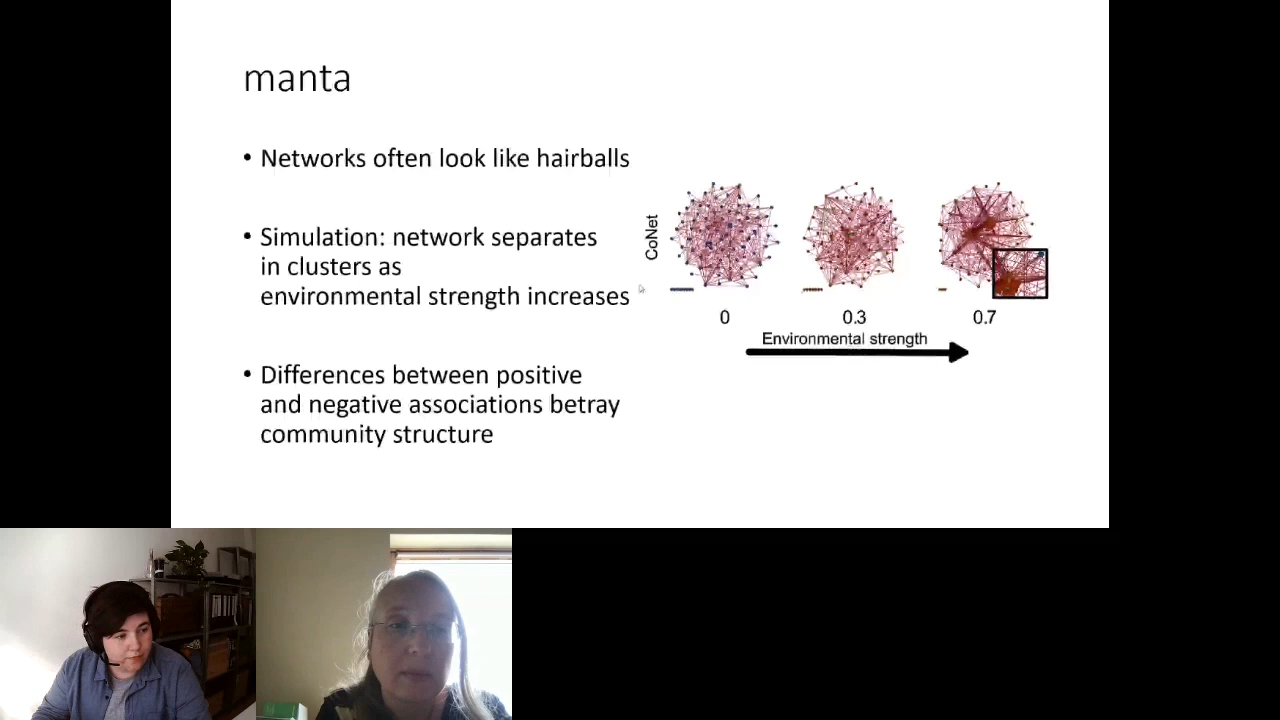 manta
• Networks often look like hairballs
• Simulation: network separates
in clusters as
environmental strength increases
• Differences between positive
and negative associations betray
community structure
CoNet
0 0.3 0.7
Environmental strength